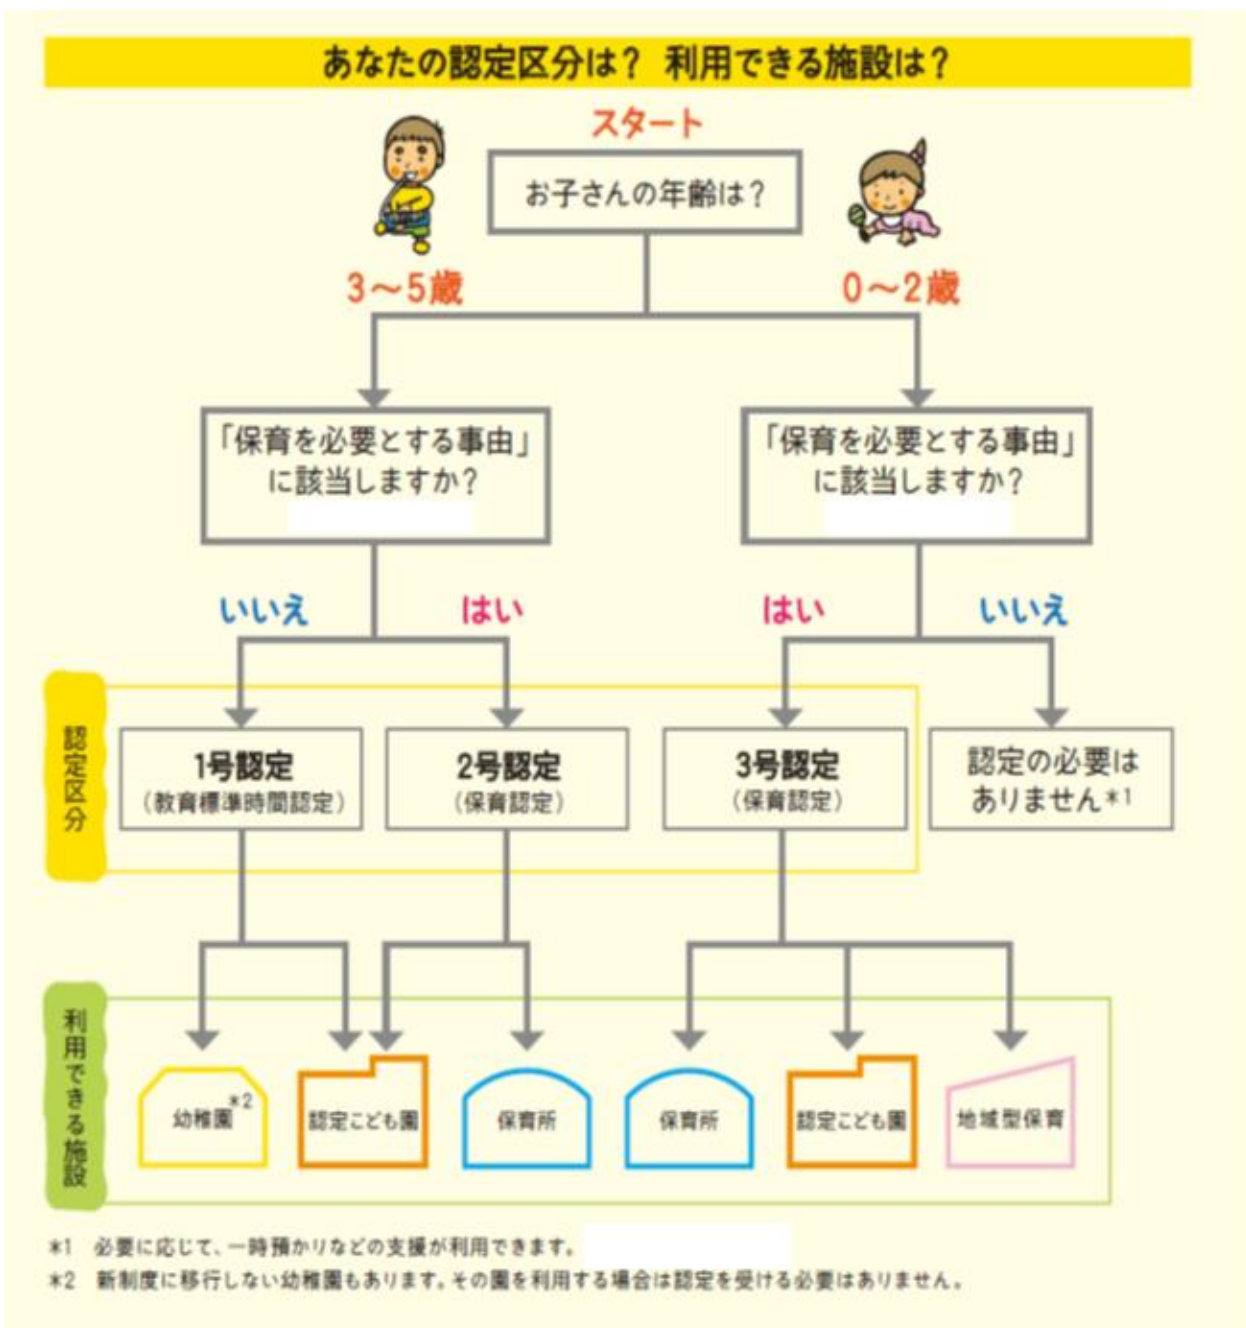 あなたの認定区分は？ 利用できる施設は？
スタート
お子さんの年齢は？
3～5歳
0～2歳
「保育を必要とする事由」
に該当しますか？
「保育を必要とする事由」
に該当しますか？
いいえ
はい
はい
いいえ
認定区分
1号認定
（教育標準時間認定）
2号認定
（保育認定）
3号認定
（保育認定）
認定の必要は
ありません*1
利用できる施設
幼稚園*2
認定こども園
保育所
保育所
認定こども園
地域型保育
*1 必要に応じて、一時預かりなどの支援が利用できます。
*2 新制度に移行しない幼稚園もあります。その園を利用する場合は認定を受ける必要はありません。